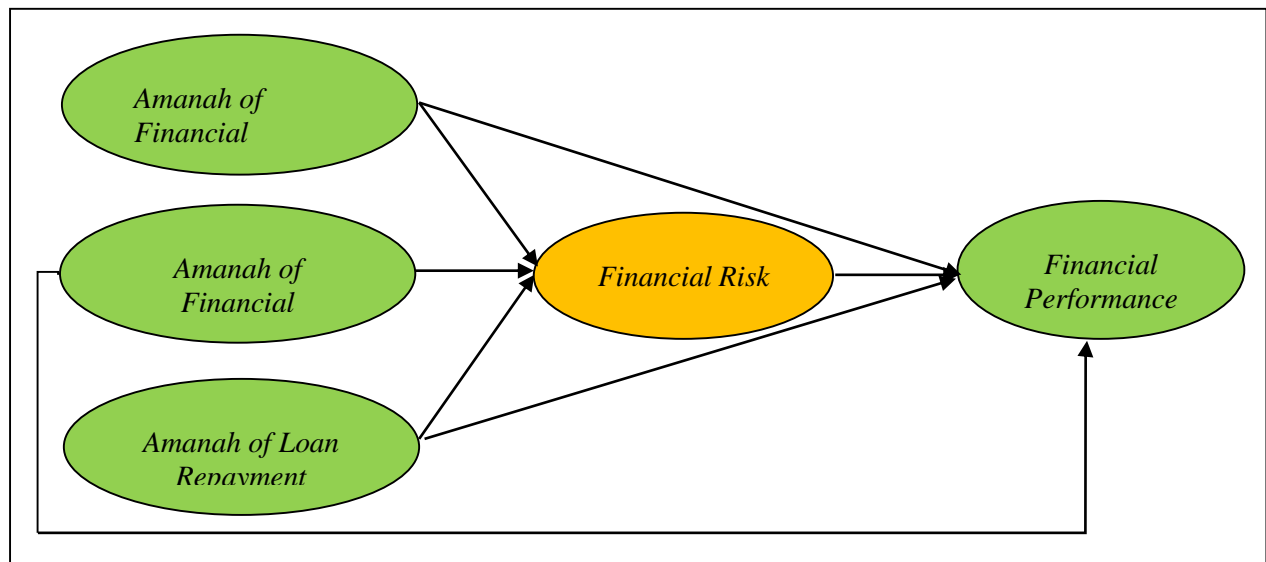 Amanah of
Financial
Amanah of
Financial
Amanah of Loan
Repayment
Financial Risk
Financial
Performance